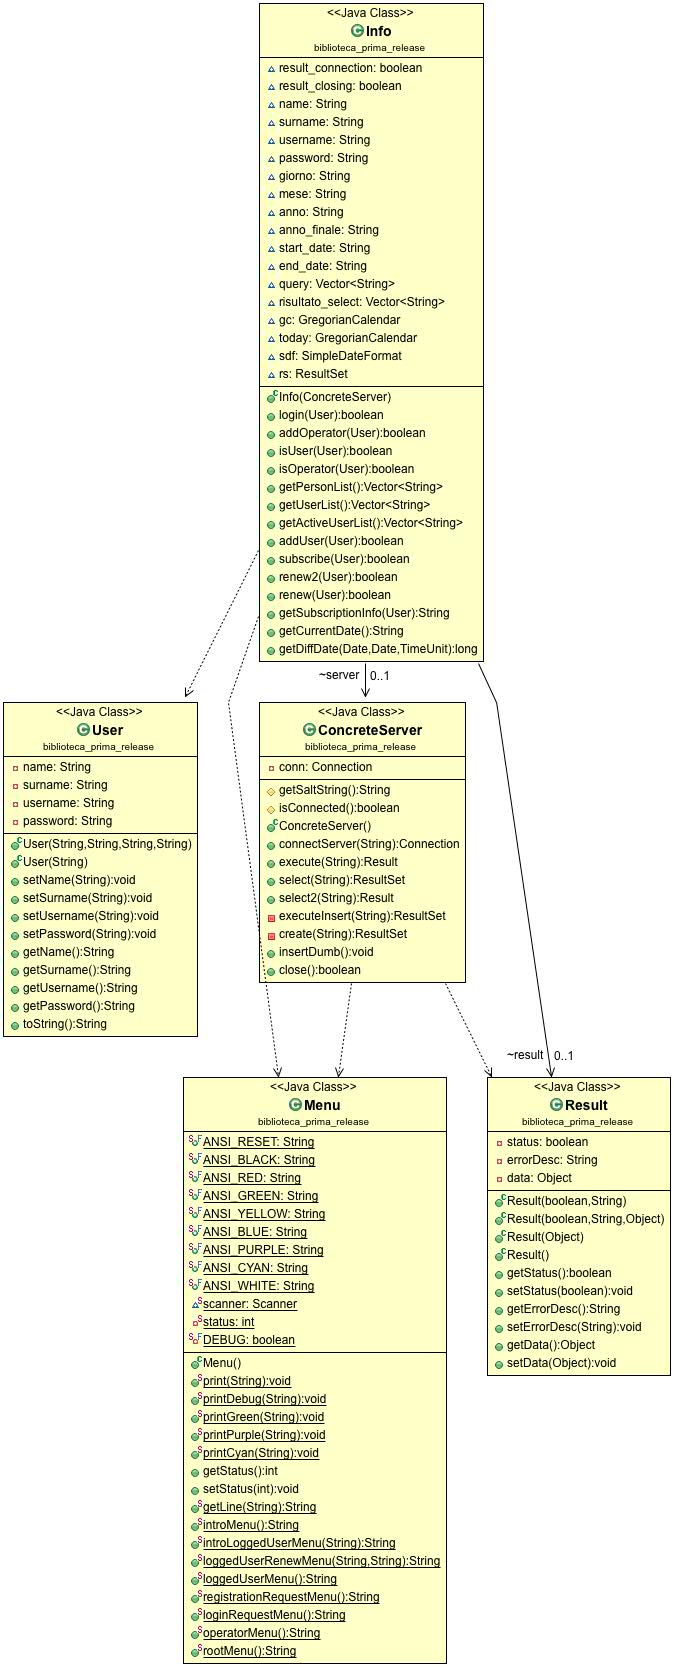 <<Java Class>>
Info
biblioteca_prima_release
result_connection: boolean
result_closing: boolean
name: String
surname: String
username: String
password: String
giorno: String
mese: String
anno: String
anno_finale: String
start_date: String
end_date: String
query: Vector<String>
risultato_select: Vector<String>
gc: GregorianCalendar
today: GregorianCalendar
sdf: SimpleDateFormat
rs: ResultSet
Info(ConcreteServer)
login(User):boolean
addOperator(User):boolean
isUser(User):boolean
isOperator(User):boolean
getPersonList():Vector<String>
getUserList():Vector<String>
getActiveUserList():Vector<String>
addUser(User):boolean
subscribe(User):boolean
renew2(User):boolean
renew(User):boolean
getSubscriptionInfo(User):String
getCurrentDate():String
getDiffDate(Date,Date,TimeUnit):long
~server 0..1
<<Java Class>>
User
biblioteca_prima_release
name: String
surname: String
username: String
password: String
User(String,String,String,String)
User(String)
setName(String):void
setSurname(String):void
setUsername(String):void
setPassword(String):void
getName():String
getSurname():String
getUsername():String
getPassword():String
toString():String
<<Java Class>>
ConcreteServer
biblioteca_prima_release
conn: Connection
getSaltString():String
isConnected():boolean
ConcreteServer()
connectServer(String):Connection
execute(String):Result
select(String):ResultSet
select2(String):Result
executeInsert(String):ResultSet
create(String):ResultSet
insertDumb():void
close():boolean
~result 0..1
<<Java Class>>
Menu
biblioteca_prima_release
ANSI_RESET: String
ANSI_BLACK: String
ANSI_RED: String
ANSI_GREEN: String
ANSI_YELLOW: String
ANSI_BLUE: String
ANSI_PURPLE: String
ANSI_CYAN: String
ANSI_WHITE: String
scanner: Scanner
status: int
DEBUG: boolean
Menu()
print(String):void
printDebug(String):void
printGreen(String):void
printPurple(String):void
printCyan(String):void
getStatus():int
setStatus(int):void
getLine(String):String
introMenu():String
introLoggedUserMenu(String):String
loggedUserRenewMenu(String,String):String
loggedUserMenu():String
registrationRequestMenu():String
loginRequestMenu():String
operatorMenu():String
rootMenu():String
<<Java Class>>
Result
biblioteca_prima_release
status: boolean
errorDesc: String
data: Object
Result(boolean,String)
Result(boolean,String,Object)
Result(Object)
Result()
getStatus():boolean
setStatus(boolean):void
getErrorDesc():String
setErrorDesc(String):void
getData():Object
setData(Object):void